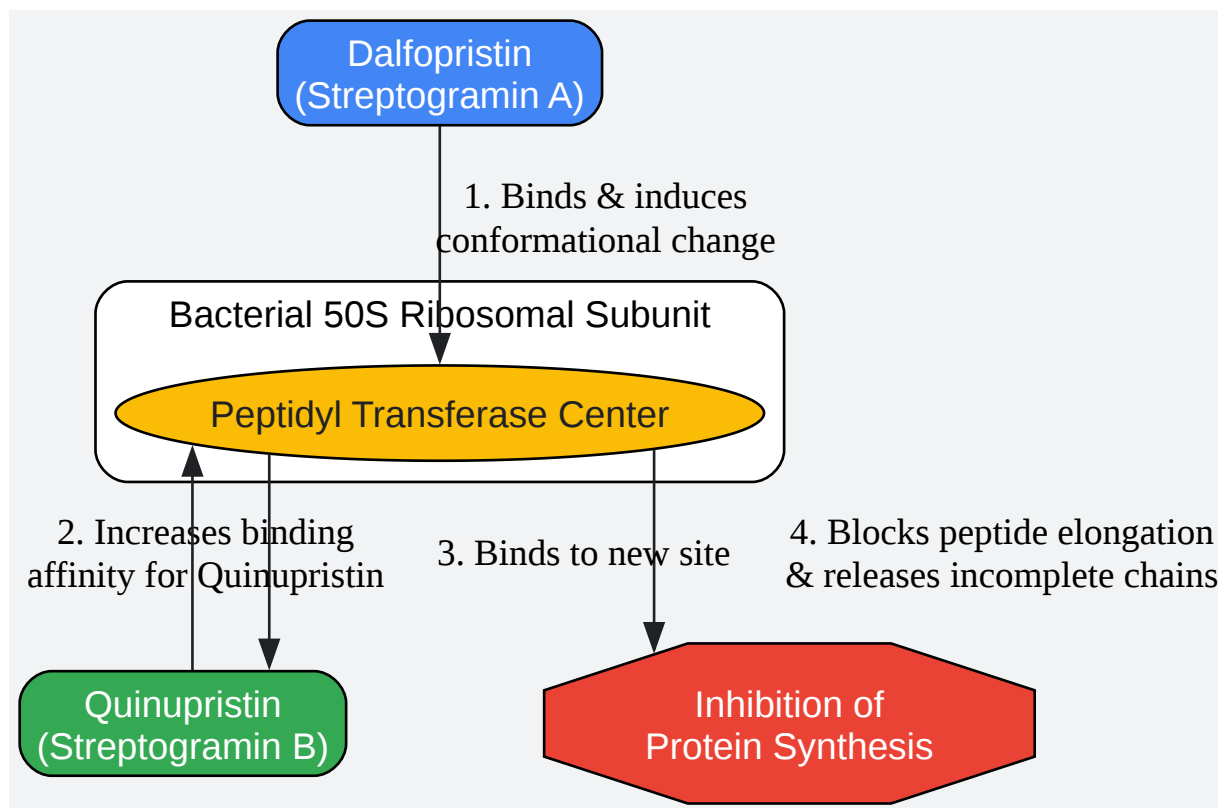 Dalfopristin
(Streptogramin A)
1. Binds & induces
conformational change
Bacterial 50S Ribosomal Subunit
Peptidyl Transferase Center
2. Increases binding
affinity for Quinupristin
3. Binds to new site
4. Blocks peptide elongation
& releases incomplete chains
Quinupristin
(Streptogramin B)
Inhibition of
Protein Synthesis